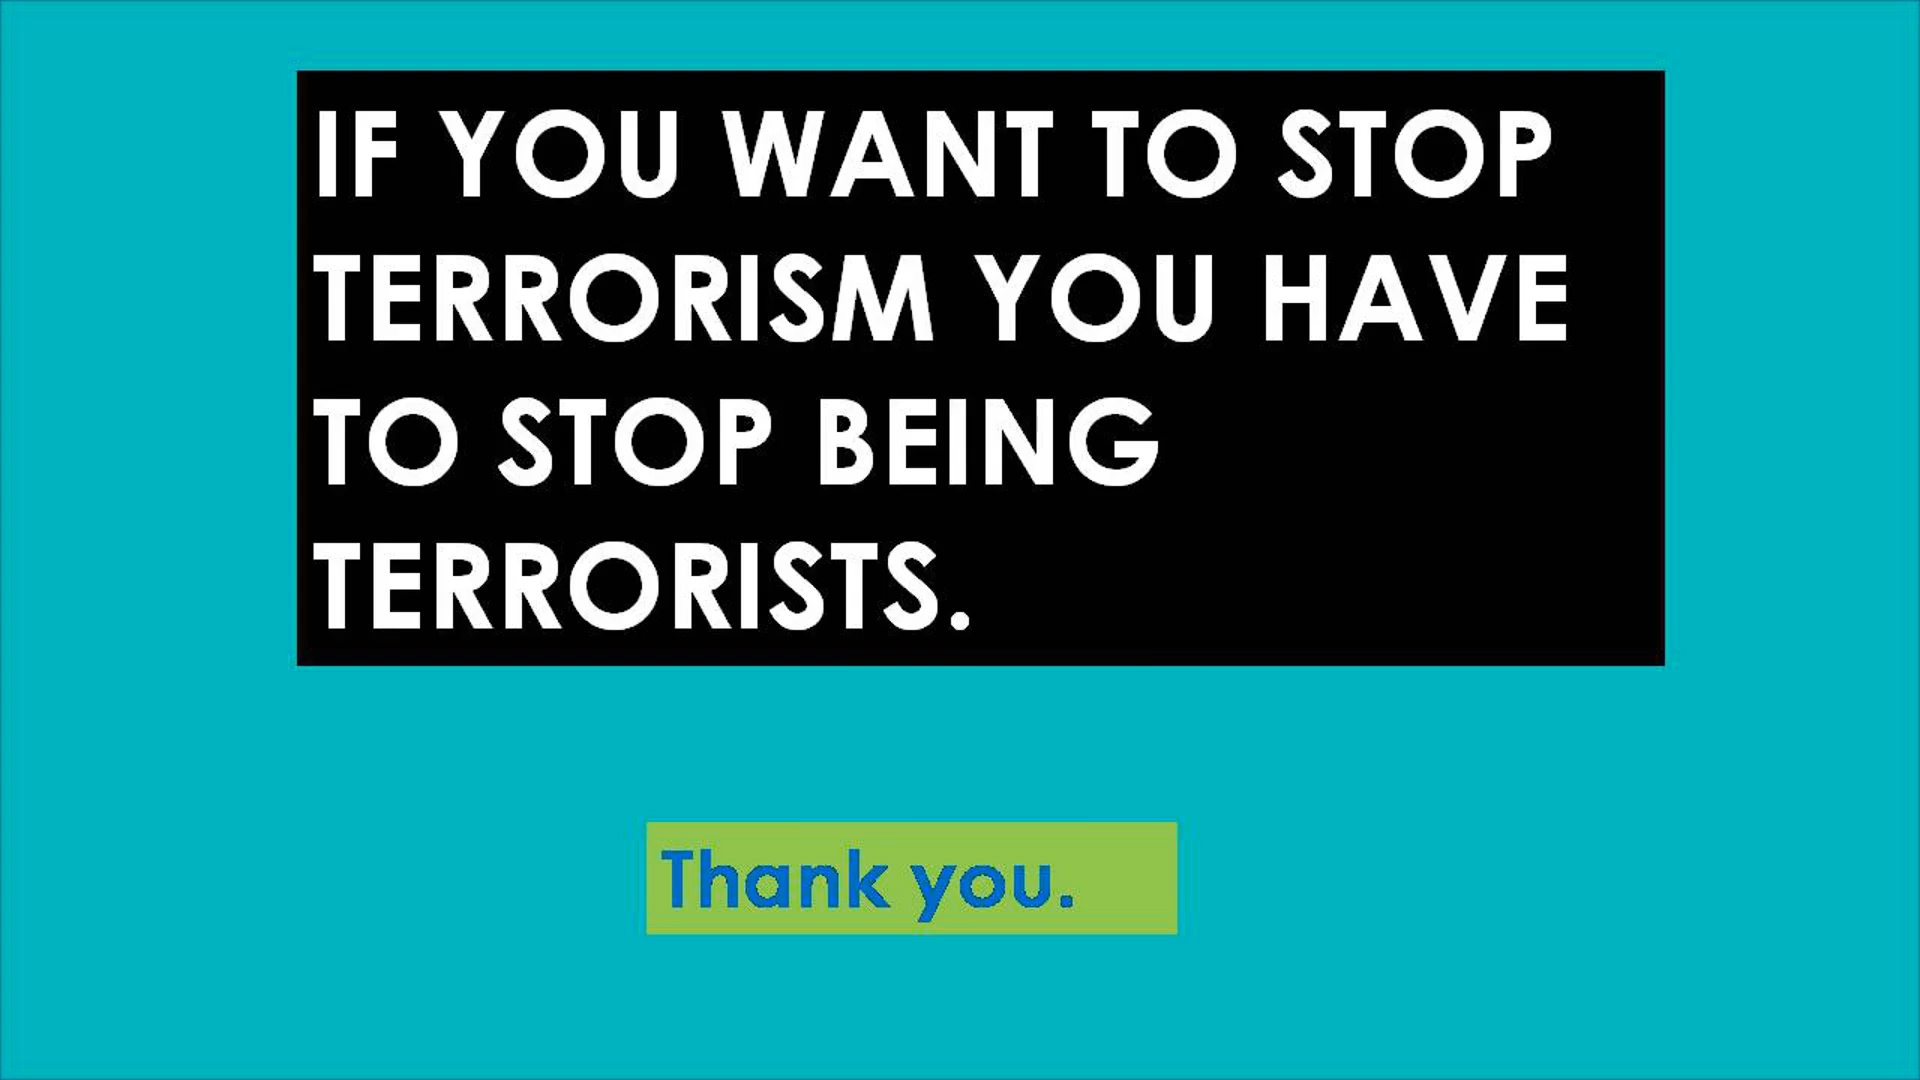 IF YOU WANT TO STOP
TERRORISM YOU HAVE
TO STOP BEING
TERRORISTS.
Thank you.